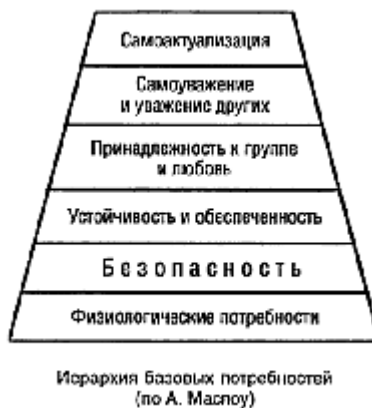 Самоактуализация
Самоуважение
и уважение других
Принадлежность к группе
и любовь
Устойчивость и обеспеченность
Безопасность
Физиологические потребности
Иерархия базовых потребностей
(по А. Маслоу)